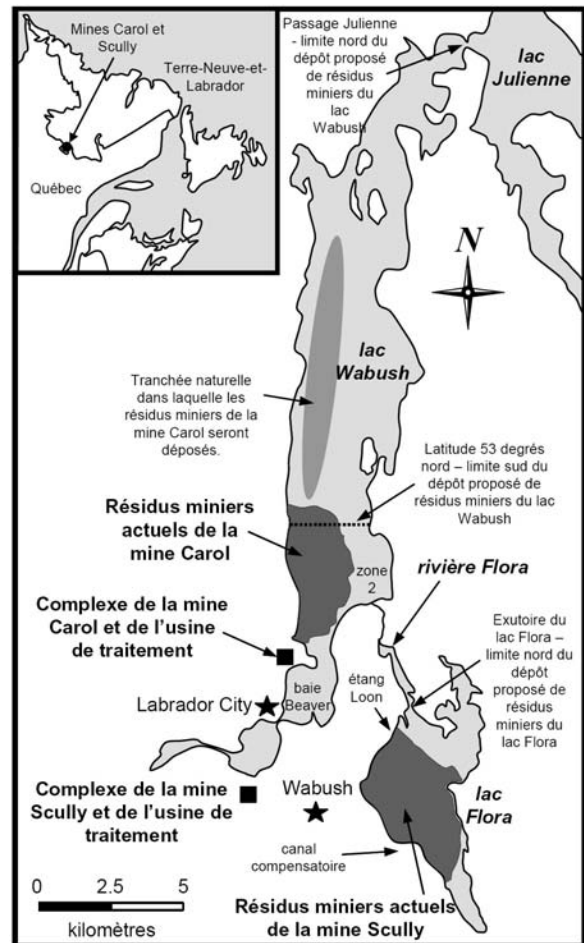 Mines Carol et
Scully
Terre-Neuve-et-
Labrador
Québec
Passage Julienne
- limite nord du
dépôt proposé
de résidus
miniers du
lac
Wabush
lac
Julienne
N
lac
Wabush
Tranchée naturelle
dans laquelle les
résidus miniers de la
mine Carol seront
déposés.
Latitude 53 degrés
nord – limite sud du
dépôt proposé de
résidus miniers du lac
Wabush
Résidus miniers
actuels de la
mine Carol
zone
2
rivière Flora
Complexe de la mine
Carol et de l'usine
de traitement
Exutoire du
lac Flora –
limite nord du
dépôt
proposé de
résidus
miniers du
lac Flora
baie
Beaver
étang
Loon
Labrador City
Complexe de la mine
Scully et de l'usine de
traitement
Wabush
lac
Flora
canal
compensatoire
0 2.5 5
kilomètres
Résidus miniers actuels
de la mine Scully